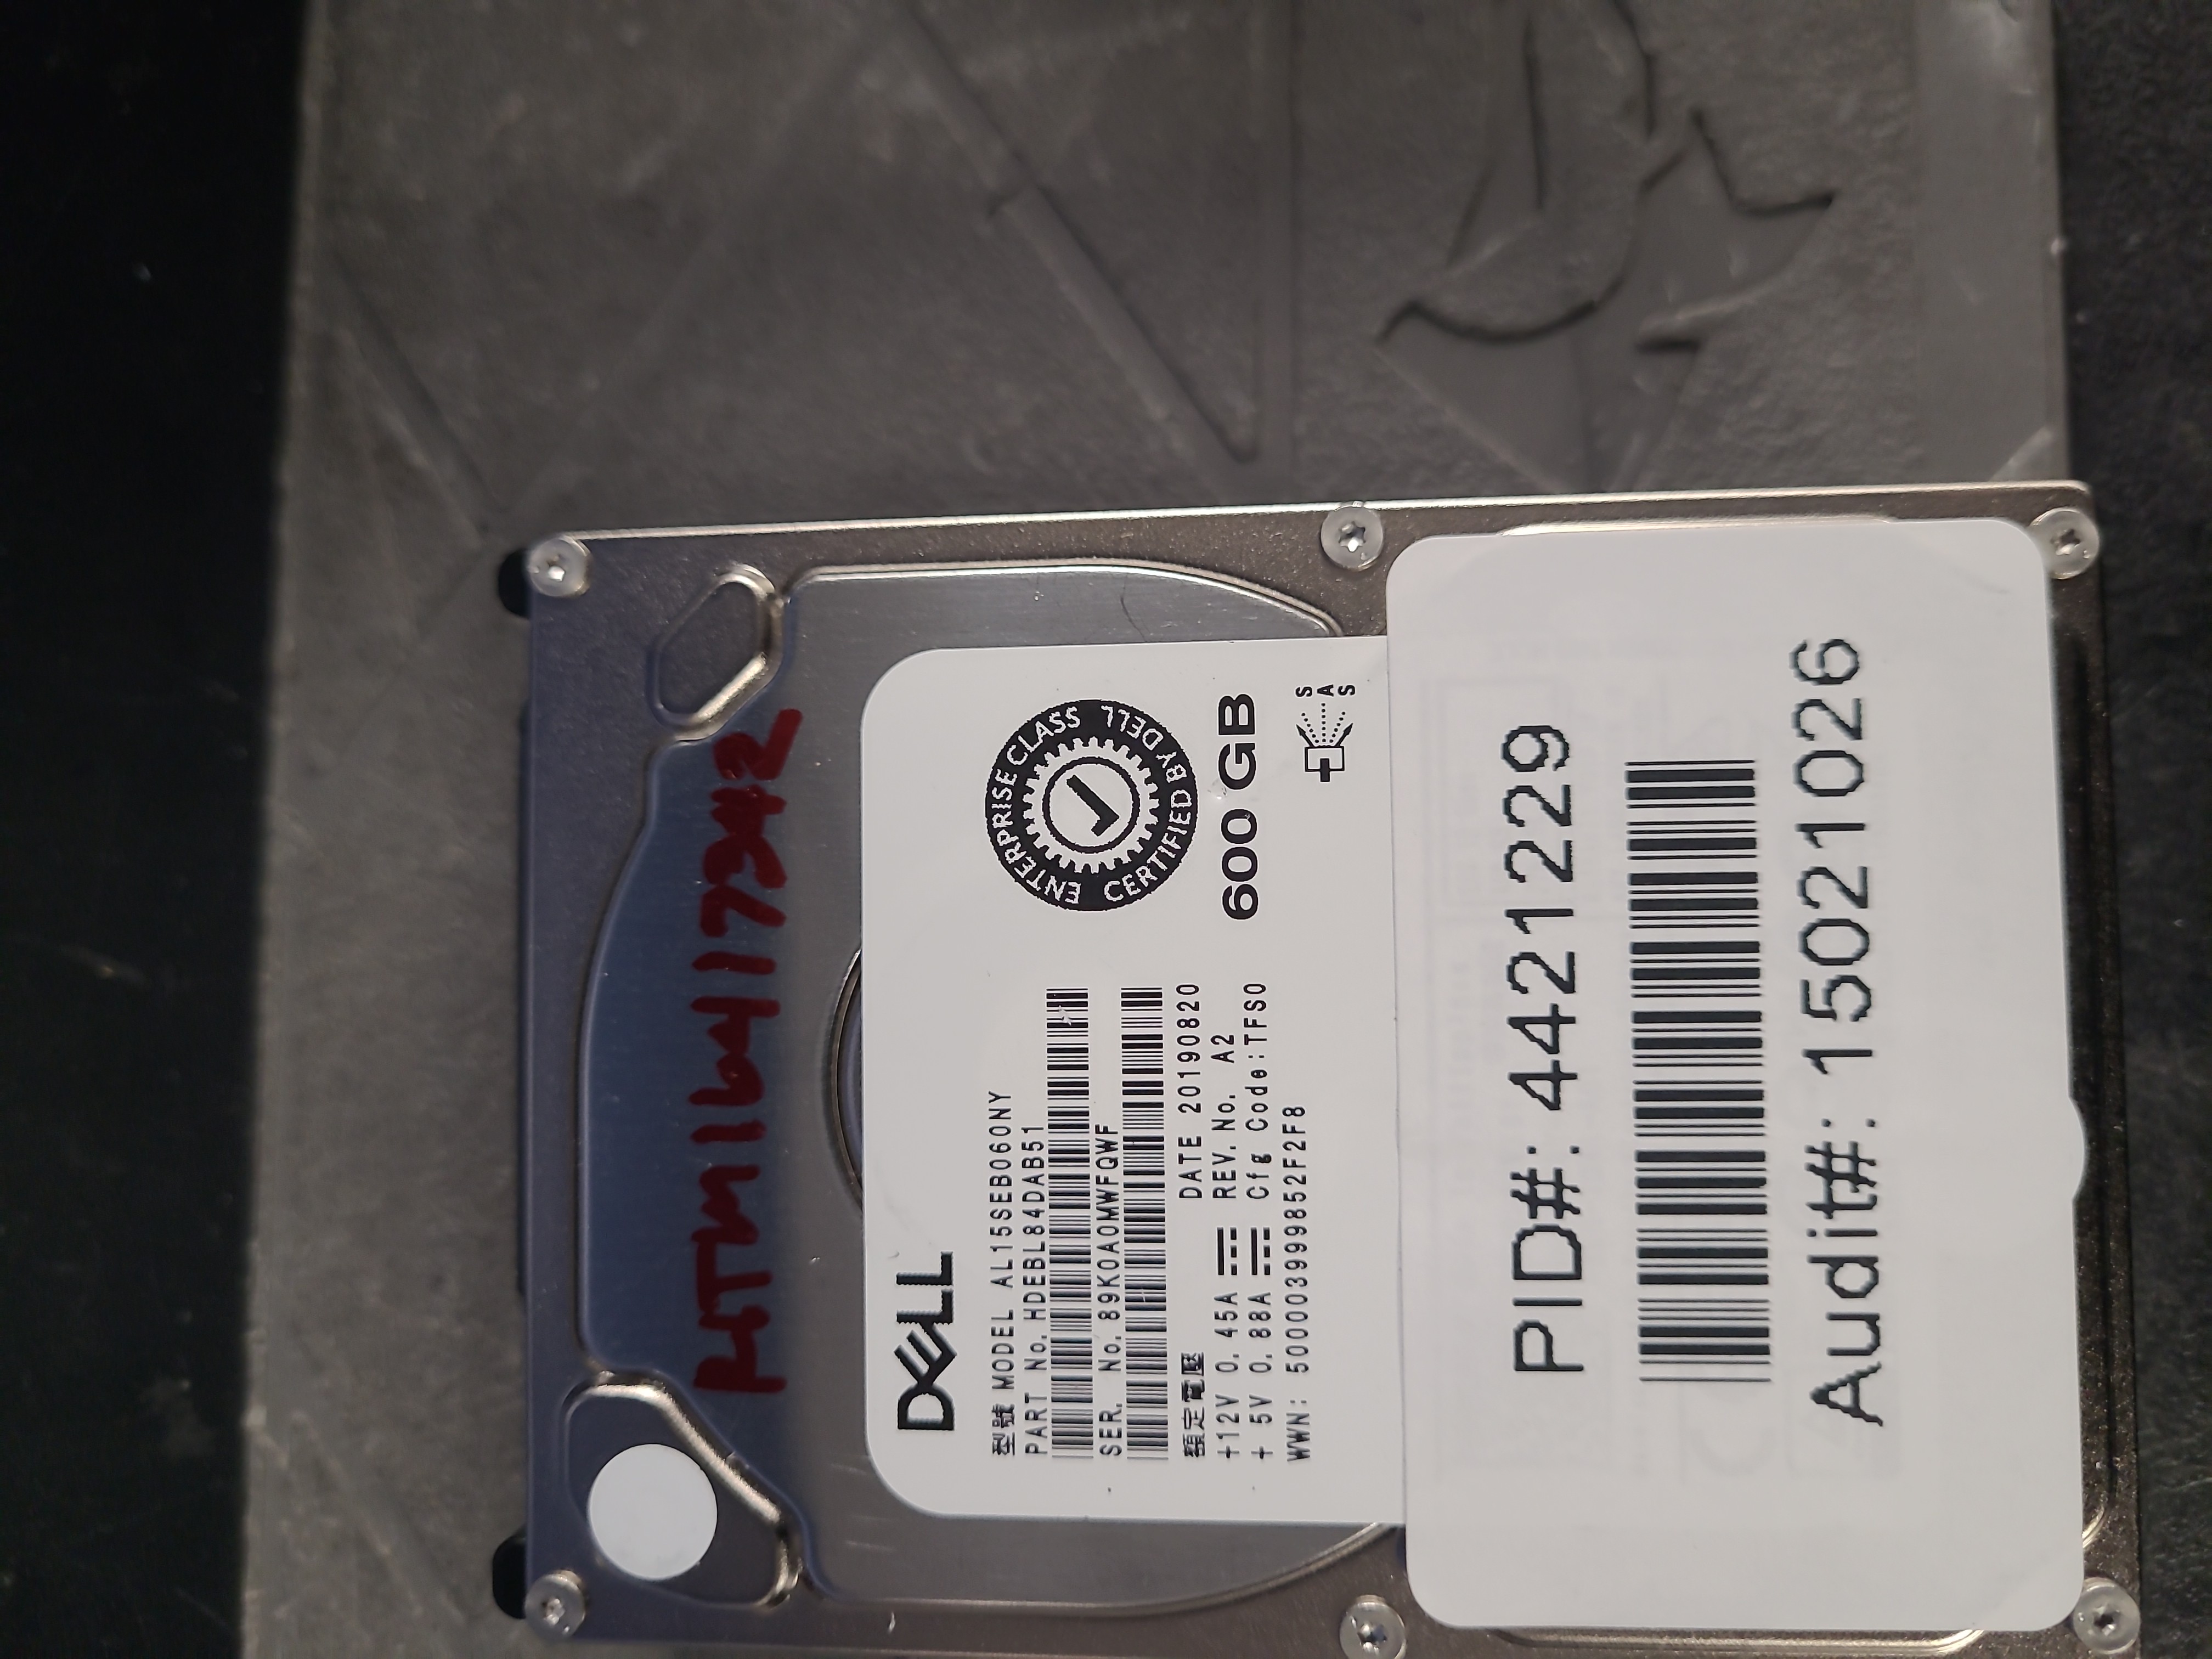 HTM16417342
DELL
型號 MODEL AL15SEB060NY
PART No. HDEBL84DAB51
SER. No. 89K0A0MWFQWF
額定電壓 DATE 20190820
+12V 0.45A REV. No. A2
+ 5V 0.88A Cfg Code:TFS0
WWN: 500003999852F2F8
ENTERPRISE CLASS
CERTIFIED BY DELL
600 GB
SAS
PID#: 4421229
Audit#: 15021026